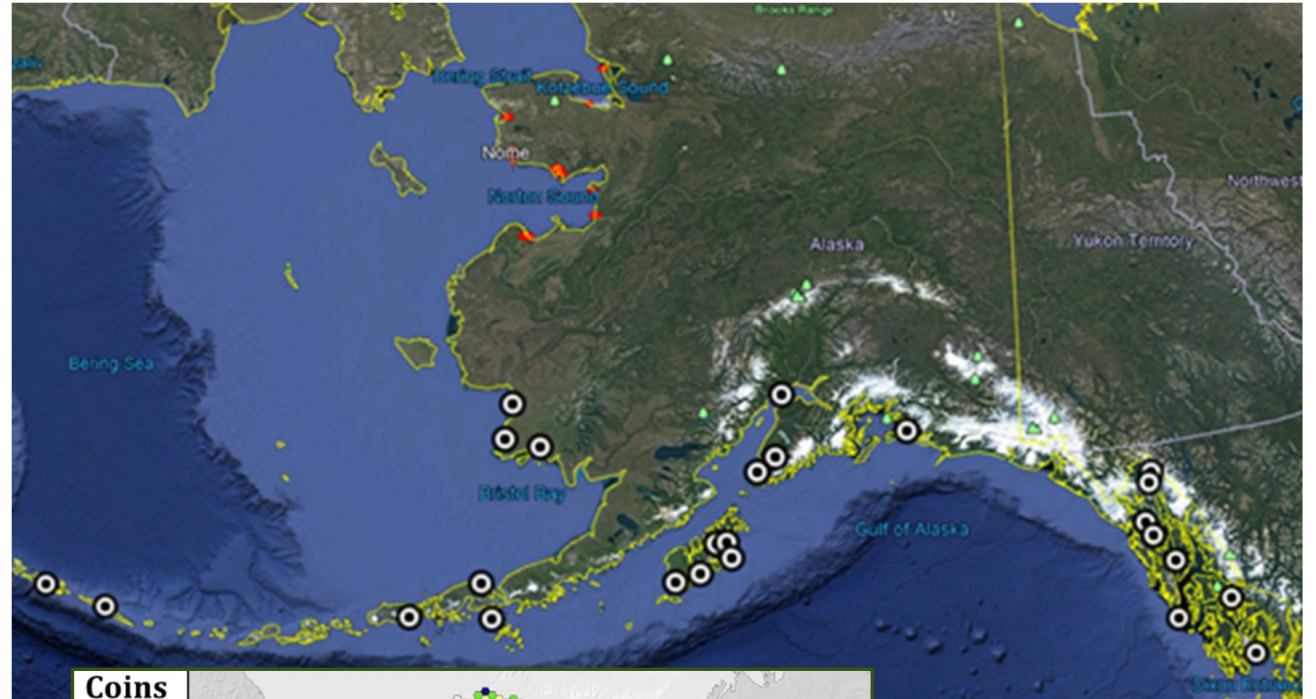 Brooks Range
Bering Strait
Kotzebue Sound
Nome
Norton Sound
Northwest
Alaska
Yukon Territory
Bering Sea
Bristol Bay
Gulf of Alaska
Coins